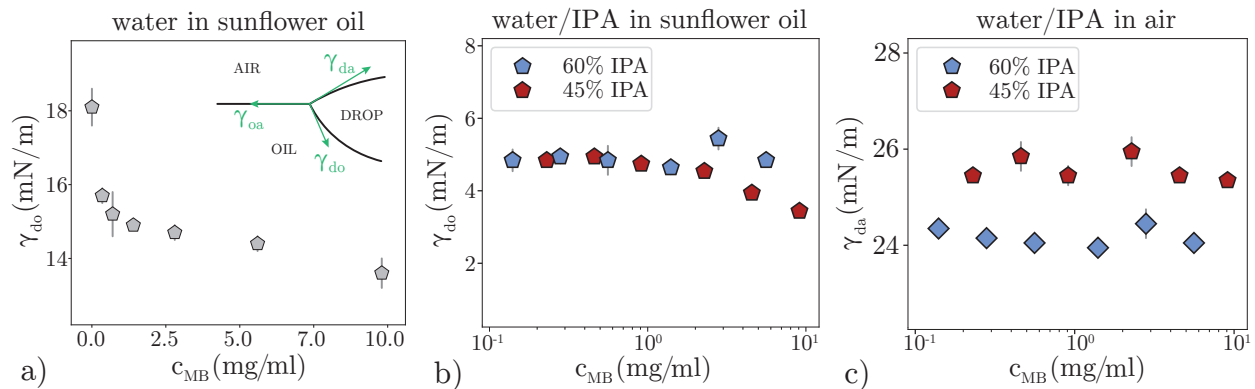 water in sunflower oil
γdo(mN/m)
18
16
14
AIR
γda
DROP
γoa
OIL
γdo
0.0 2.5 5.0 7.5 10.0
cMB(mg/ml)
a)
water/IPA in sunflower oil
60% IPA
45% IPA
γdo(mN/m)
8
6
4
2
10⁻¹ 10⁰ 10¹
cMB(mg/ml)
b)
water/IPA in air
60% IPA
45% IPA
γda(mN/m)
28
26
24
10⁻¹ 10⁰ 10¹
cMB(mg/ml)
c)